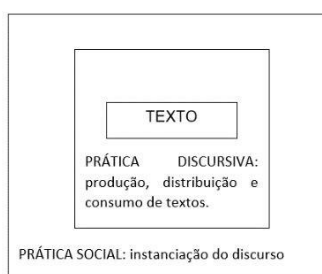 TEXTO
PRÁTICA DISCURSIVA:
produção, distribuição e
consumo de textos.
PRÁTICA SOCIAL: instanciação do discurso